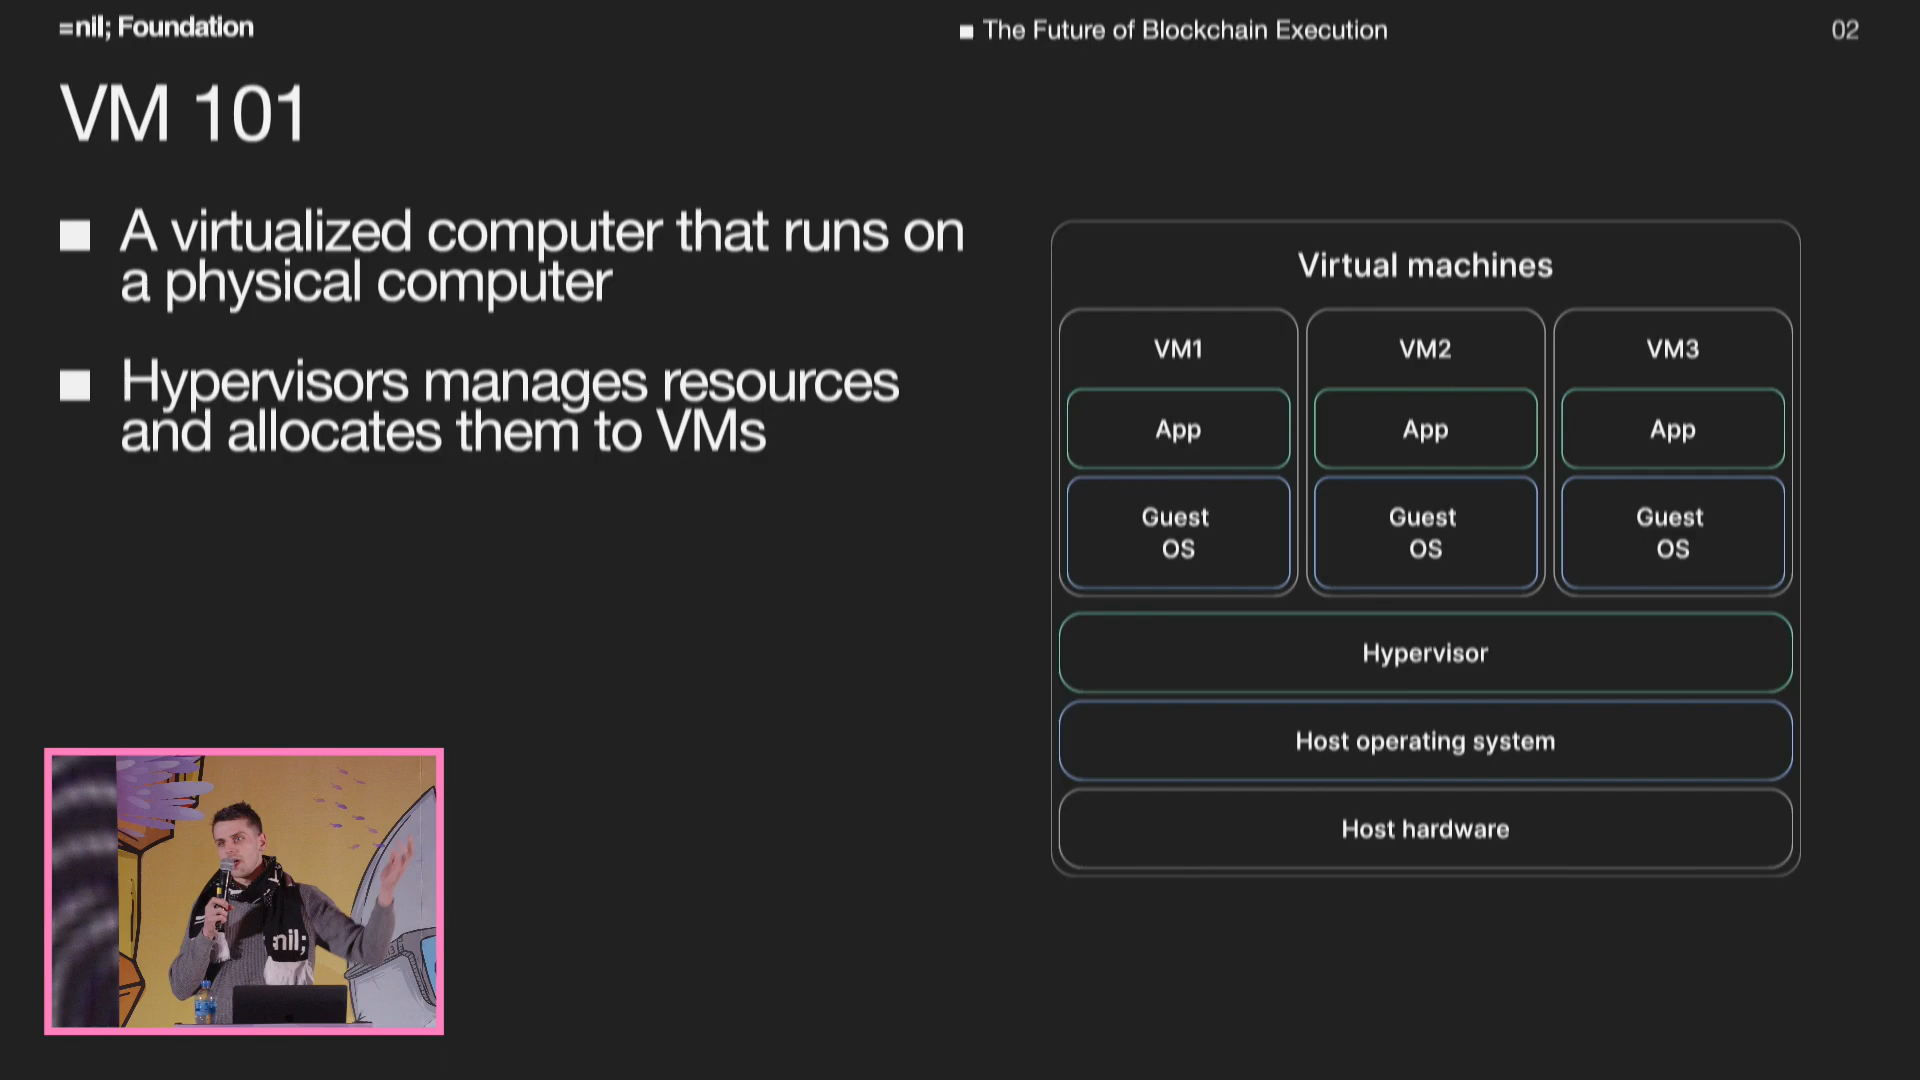 =nil; Foundation
The Future of Blockchain Execution
02
VM 101
A virtualized computer that runs on
a physical computer
Hypervisors manages resources
and allocates them to VMs
Virtual machines
VM1
VM2
VM3
App
App
App
Guest
OS
Guest
OS
Guest
OS
Hypervisor
Host operating system
Host hardware
=nil;